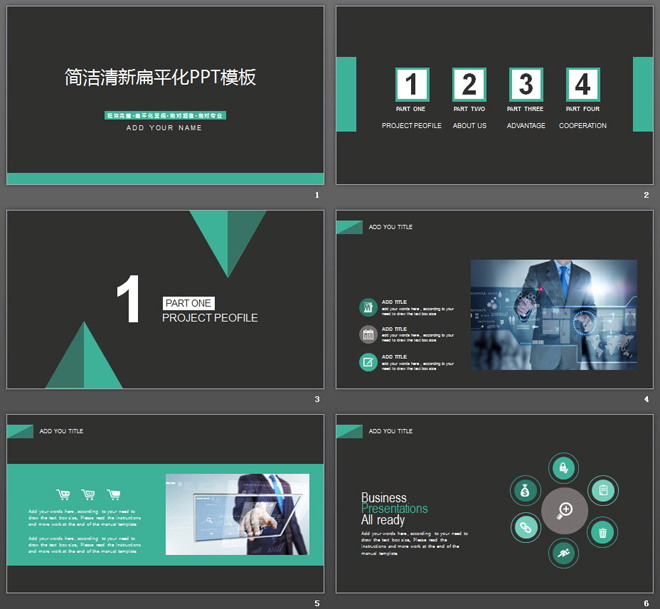 简洁清新扁平化PPT模板
ADD YOUR NAME
1
1
2
3
4
PART ONE
PART TWO
PART THREE
PART FOUR
PROJECT PEOFILE
ABOUT US
ADVANTAGE
COOPERATION
2
1
PART ONE
PROJECT PEOFILE
3
ADD YOU TITLE
ADD TITLE
add your words here , according to your
need to draw the text box size
ADD TITLE
add your words here , according to your
need to draw the text box size
ADD TITLE
add your words here , according to your
need to draw the text box size
4
ADD YOU TITLE
Add your words here , according to your need to
draw the text box size. Please read the instructions
and more work at the end of the manual template.
Add your words here , according to your need to
draw the text box size. Please read the instructions
and more work at the end of the manual template.
5
ADD YOU TITLE
Business
Presentations
All ready
Add your words here , according to your need to
draw the text box size. Please read the
instructions and more work at the end of the
manual template.
6